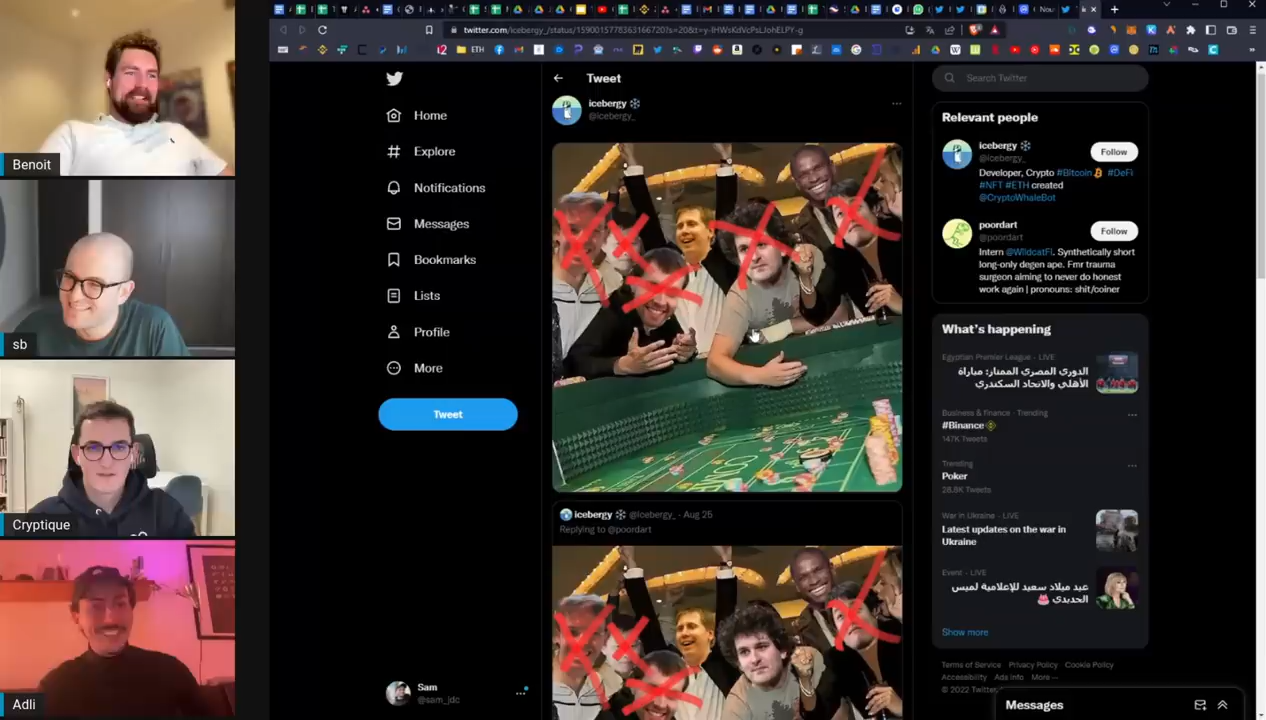 Benoit
sb
Cryptique
Adli
twitter.com/icebergy_/status/1590015778363166720?s=20&t=y-IHWsKdVcPsLJohELPY-g
ETH
Home
Explore
Notifications
Messages
Bookmarks
Lists
Profile
More
Tweet
Sam
@sam_jdc
Tweet
icebergy ❄
@icebergy_
icebergy ❄ @icebergy_ · Aug 25
Replying to @poordart
Search Twitter
Relevant people
icebergy ❄
@icebergy_
Follow
Developer, Crypto #Bitcoin #DeFi
#NFT #ETH created
@CryptoWhaleBot
poordart
@poordart
Follow
Intern @WildcatFi. Synthetically short
long-only degen ape. Fmr trauma
surgeon aiming to never do honest
work again | pronouns: shit/coiner
What's happening
Egyptian Premier League · LIVE
الدوري المصري الممتاز: مباراة
الأهلي والاتحاد السكندري
Business & finance · Trending
#Binance
147K Tweets
Trending
Poker
28.8K Tweets
War in Ukraine · LIVE
Latest updates on the war in
Ukraine
Event · LIVE
عيد ميلاد سعيد للإعلامية لميس
الحديدي 🎂
Show more
Terms of Service Privacy Policy Cookie Policy
Accessibility Ads info More ···
© 2022 Twitter
Messages